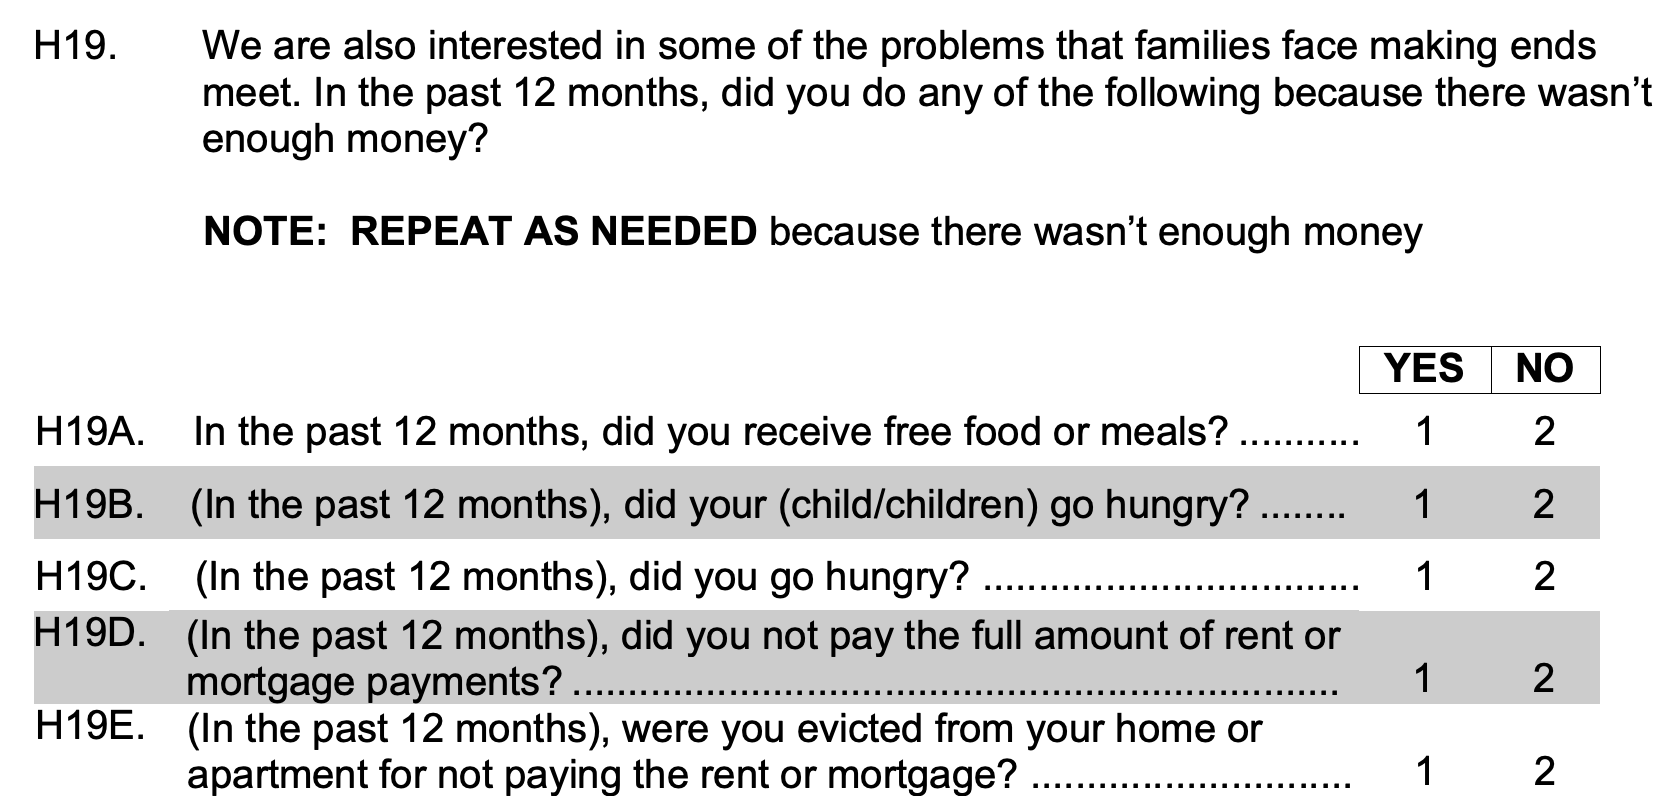 H19. We are also interested in some of the problems that families face making ends
meet. In the past 12 months, did you do any of the following because there wasn’t
enough money?
NOTE: REPEAT AS NEEDED because there wasn’t enough money
YES NO
H19A. In the past 12 months, did you receive free food or meals? ........... 1 2
H19B. (In the past 12 months), did your (child/children) go hungry? ........ 1 2
H19C. (In the past 12 months), did you go hungry? .................................. 1 2
H19D. (In the past 12 months), did you not pay the full amount of rent or
mortgage payments? ..................................................................... 1 2
H19E. (In the past 12 months), were you evicted from your home or
apartment for not paying the rent or mortgage? ............................. 1 2